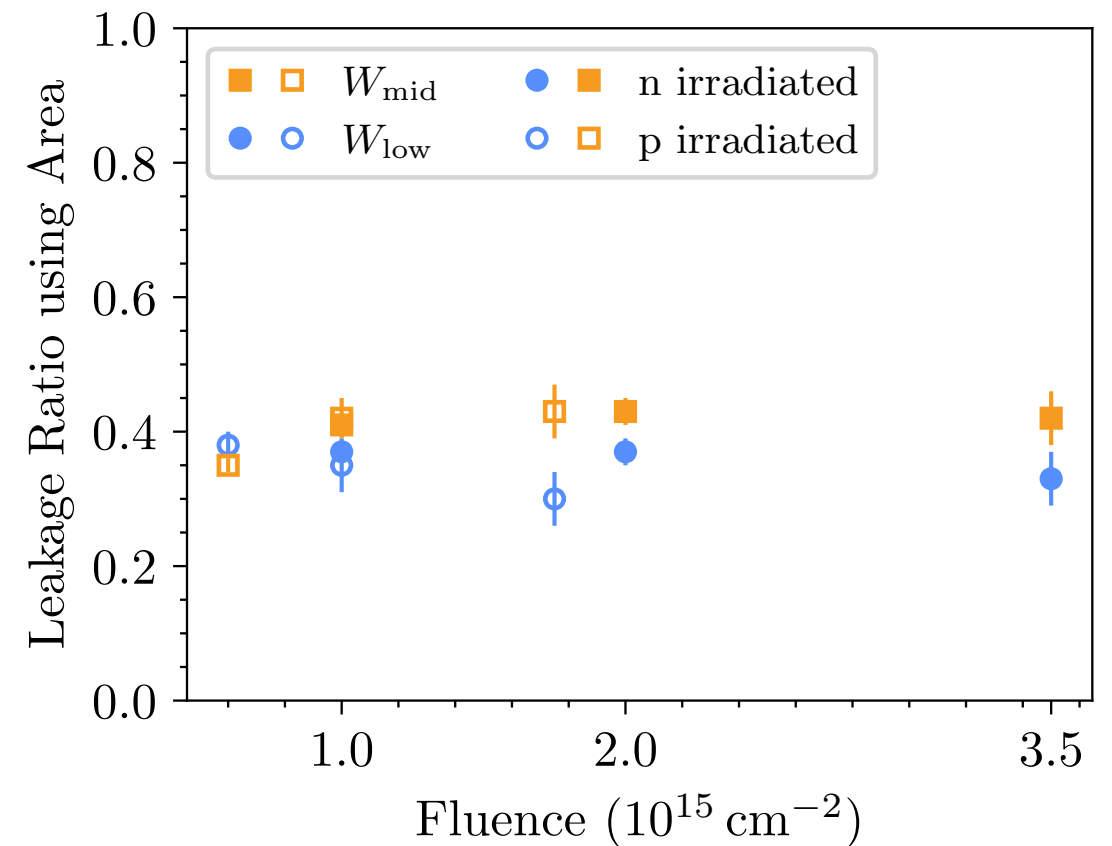 1.0
0.8
0.6
0.4
0.2
0.0
Leakage Ratio using Area
W_mid
W_low
n irradiated
p irradiated
1.0 2.0 3.5
Fluence (10^15 cm^−2)